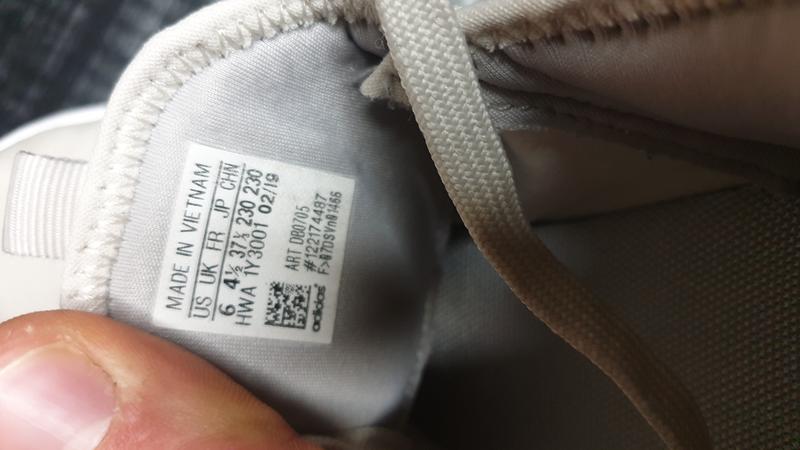 MADE IN VIETNAM
US UK FR JP CHN
6 4½ 37⅓ 230 230
HWA 1Y3001 02/19
ART DB0705
#122174487
adidas